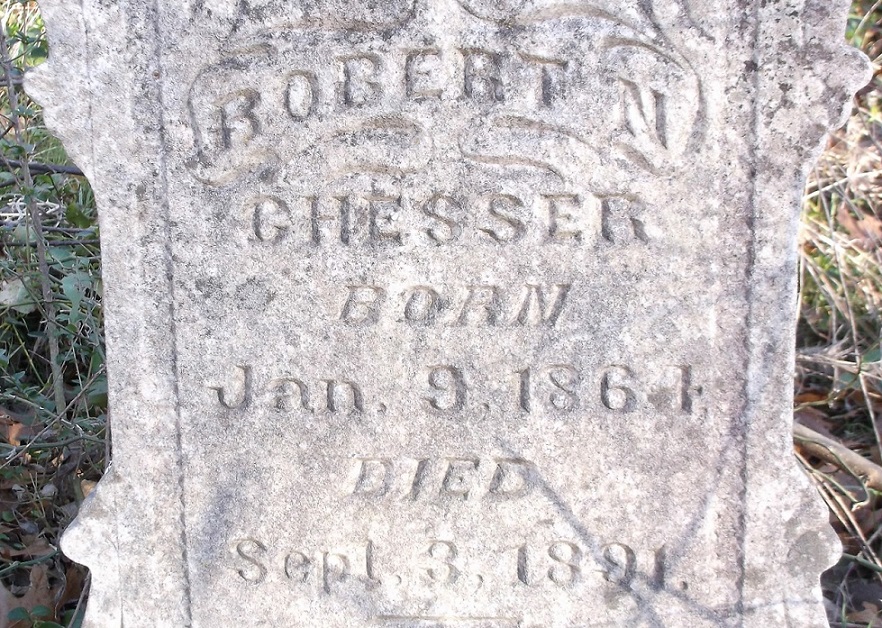 ROBERT N
CHESSER
BORN
Jan. 9, 1864.
DIED
Sept. 3, 1891.